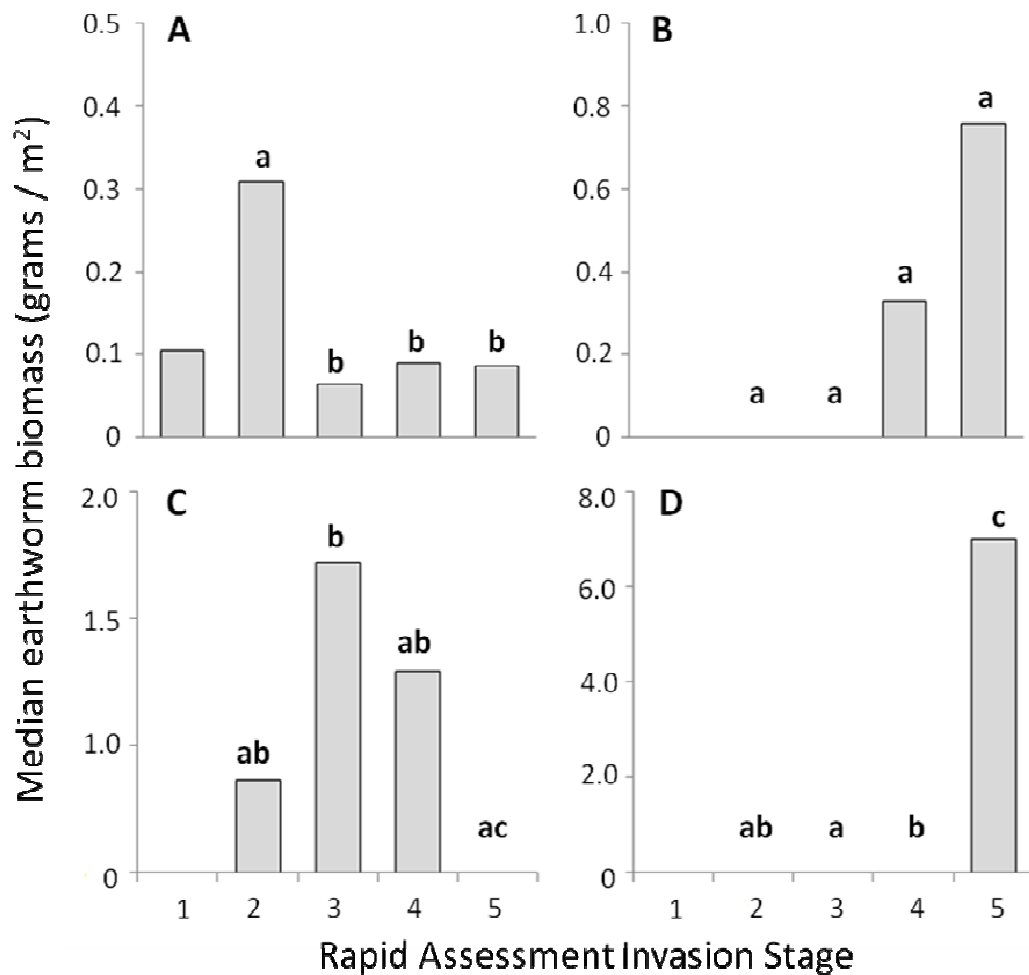 Median earthworm biomass (grams / m²)
A
0.5
0.4
0.3
0.2
0.1
0
a
b
b
b
B
1.0
0.8
0.6
0.4
0.2
0
a
a
a
a
C
2.0
1.5
1.0
0
ab
b
ab
ac
1 2 3 4 5
D
8.0
6.0
4.0
2.0
0
ab
a
b
c
1 2 3 4 5
Rapid Assessment Invasion Stage